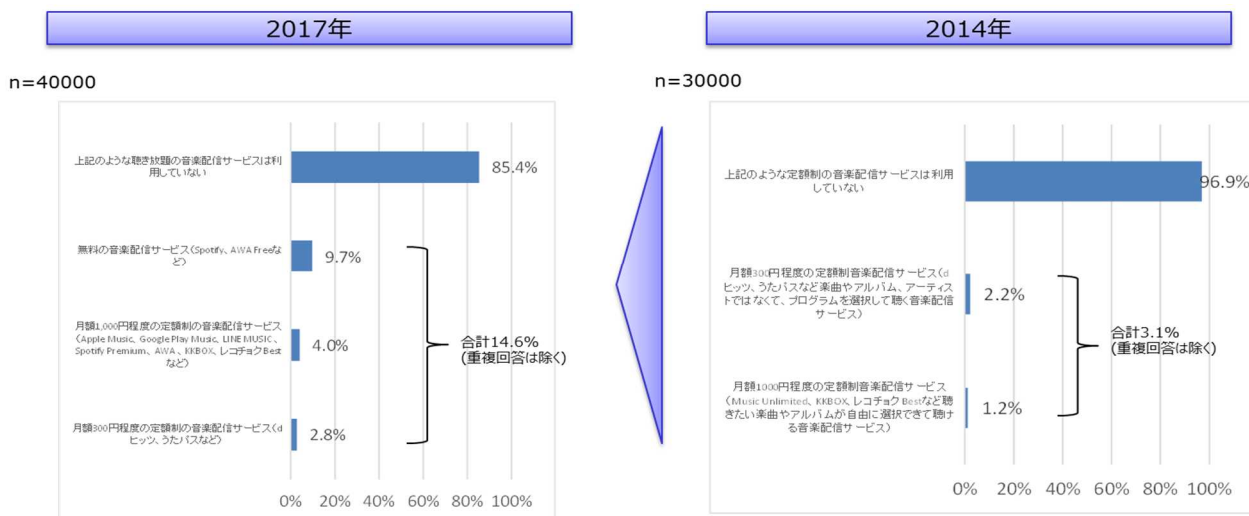 2017年
n=40000
上記のような聴き放題の音楽配信サービスは利
用していない
85.4%
無料の音楽配信サービス(Spotify、AWA Freeな
ど)
9.7%
月額1,000円程度の定額制の音楽配信サービス
(Apple Music、Google Play Music、LINE MUSIC、
Spotify Premium、AWA、KKBOX、レコチョクBest
など)
4.0%
月額300円程度の定額制の音楽配信サービス(d
ヒッツ、うたパスなど)
2.8%
合計14.6%
(重複回答は除く)
0% 20% 40% 60% 80% 100%
2014年
n=30000
上記のような定額制の音楽配信サービスは利用
していない
96.9%
月額300円程度の定額制音楽配信サービス(d
ヒッツ、うたパスなど楽曲やアルバム、アーティス
トではなくて、プログラムを選択して聴く音楽配信
サービス)
2.2%
月額1000円程度の定額制音楽配信サービス
(Music Unlimited、KKBOX、レコチョク Bestなど聴
きたい楽曲やアルバムが自由に選択できて聴け
る音楽配信サービス)
1.2%
合計3.1%
(重複回答は除く)
0% 20% 40% 60% 80% 100%